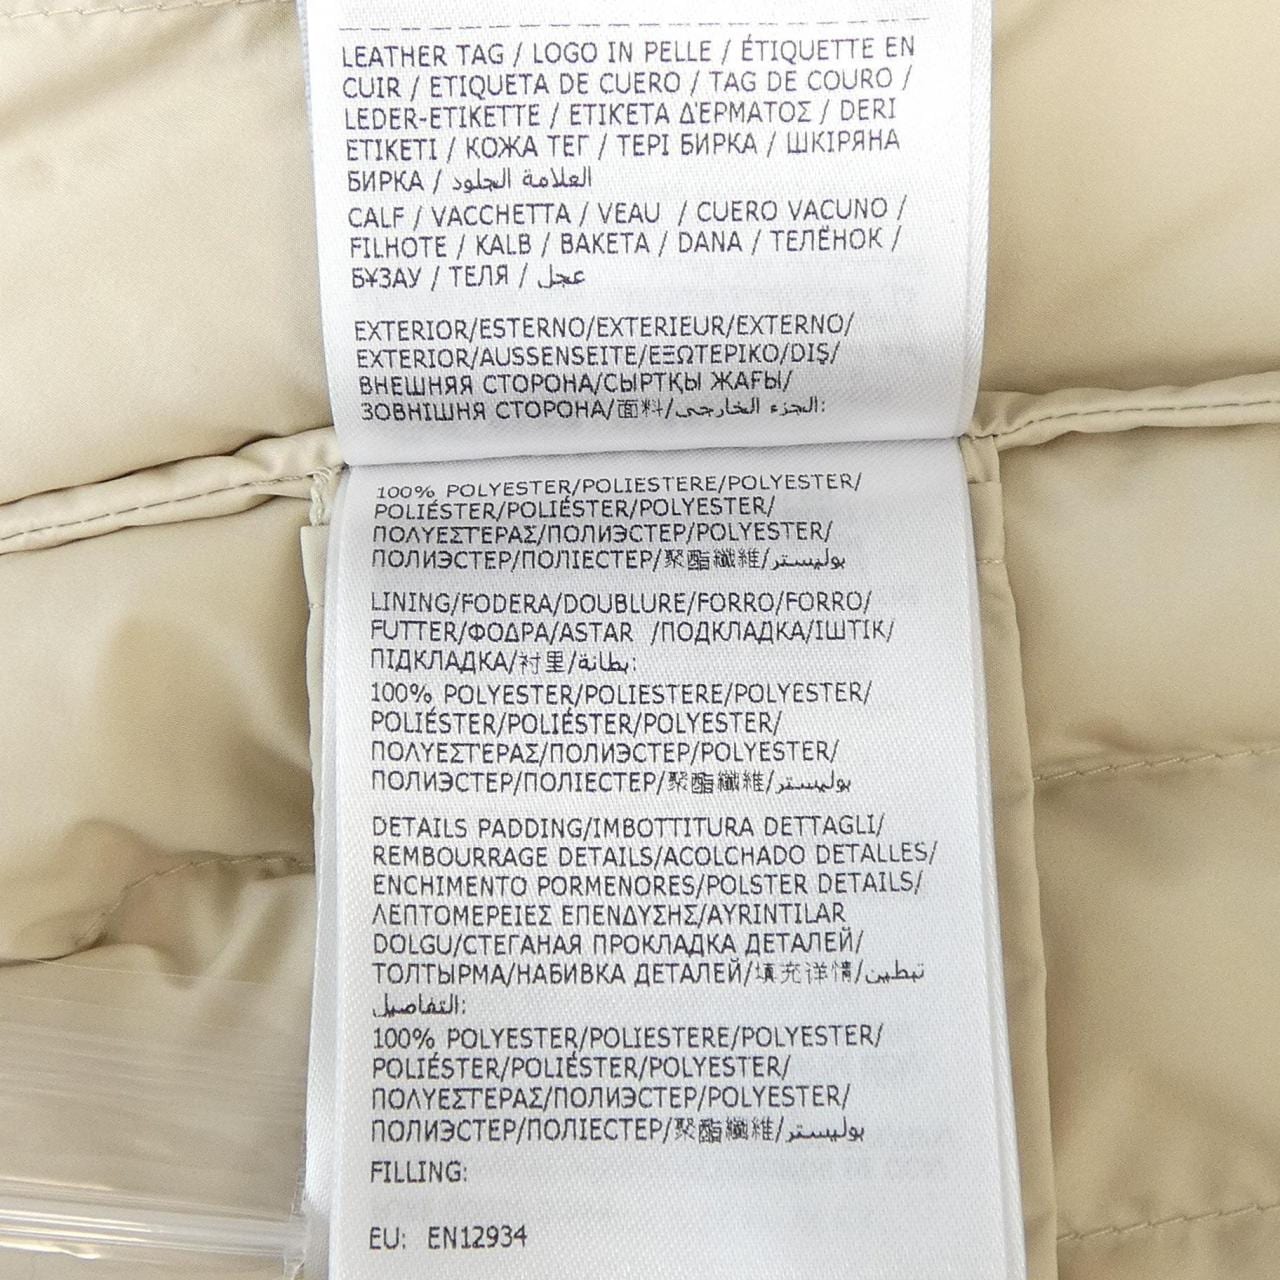 LEATHER TAG / LOGO IN PELLE / ÉTIQUETTE EN
CUIR / ETIQUETA DE CUERO / TAG DE COURO /
LEDER-ETIKETTE / ΕΤΙΚΈΤΑ ΔΈΡΜΑΤΟΣ / DERI
ETIKETI / КОЖА ТЕГ / ТЕРІ БИРКА / ШКІРЯНА
БИРКА / العلامة الجلود
CALF / VACCHETTA / VEAU / CUERO VACUNO /
FILHOTE / KALB / ΒΑΚΕΤΑ / DANA / ТЕЛЁНОК /
БҰЗАУ / ТЕЛЯ / عجل
EXTERIOR/ESTERNO/EXTERIEUR/EXTERNO/
EXTERIOR/AUSSENSEITE/ΕΞΩΤΕΡΙΚΟ/DIŞ/
ВНЕШНЯЯ СТОРОНА/СЫРТҚЫ ЖАҒЫ/
ЗОВНІШНЯ СТОРОНА/面料/الجزء الخارجي:
100% POLYESTER/POLIESTERE/POLYESTER/
POLIÉSTER/POLIÉSTER/POLYESTER/
ΠΟΛΥΕΣΤΈΡΑΣ/ПОЛИЭСТЕР/POLYESTER/
ПОЛИЭСТЕР/ПОЛІЕСТЕР/聚酯纖維/بوليستر
LINING/FODERA/DOUBLURE/FORRO/FORRO/
FUTTER/ΦΟΔΡΑ/ASTAR /ПОДКЛАДКА/ІШТІК/
ПІДКЛАДКА/衬里/بطانة:
100% POLYESTER/POLIESTERE/POLYESTER/
POLIÉSTER/POLIÉSTER/POLYESTER/
ΠΟΛΥΕΣΤΈΡΑΣ/ПОЛИЭСТЕР/POLYESTER/
ПОЛИЭСТЕР/ПОЛІЕСТЕР/聚酯纖維/بوليستر
DETAILS PADDING/IMBOTTITURA DETTAGLI/
REMBOURRAGE DETAILS/ACOLCHADO DETALLES/
ENCHIMENTO PORMENORES/POLSTER DETAILS/
ΛΕΠΤΟΜΕΡΕΙΕΣ ΕΠΕΝΔΥΣΗΣ/AYRINTILAR
DOLGU/СТЕГАНАЯ ПРОКЛАДКА ДЕТАЛЕЙ/
ТОЛТЫРМА/НАБИВКА ДЕТАЛЕЙ/填充详情/تبطين
التفاصيل:
100% POLYESTER/POLIESTERE/POLYESTER/
POLIÉSTER/POLIÉSTER/POLYESTER/
ΠΟΛΥΕΣΤΈΡΑΣ/ПОЛИЭСТЕР/POLYESTER/
ПОЛИЭСТЕР/ПОЛІЕСТЕР/聚酯纖維/بوليستر
FILLING:
EU: EN12934